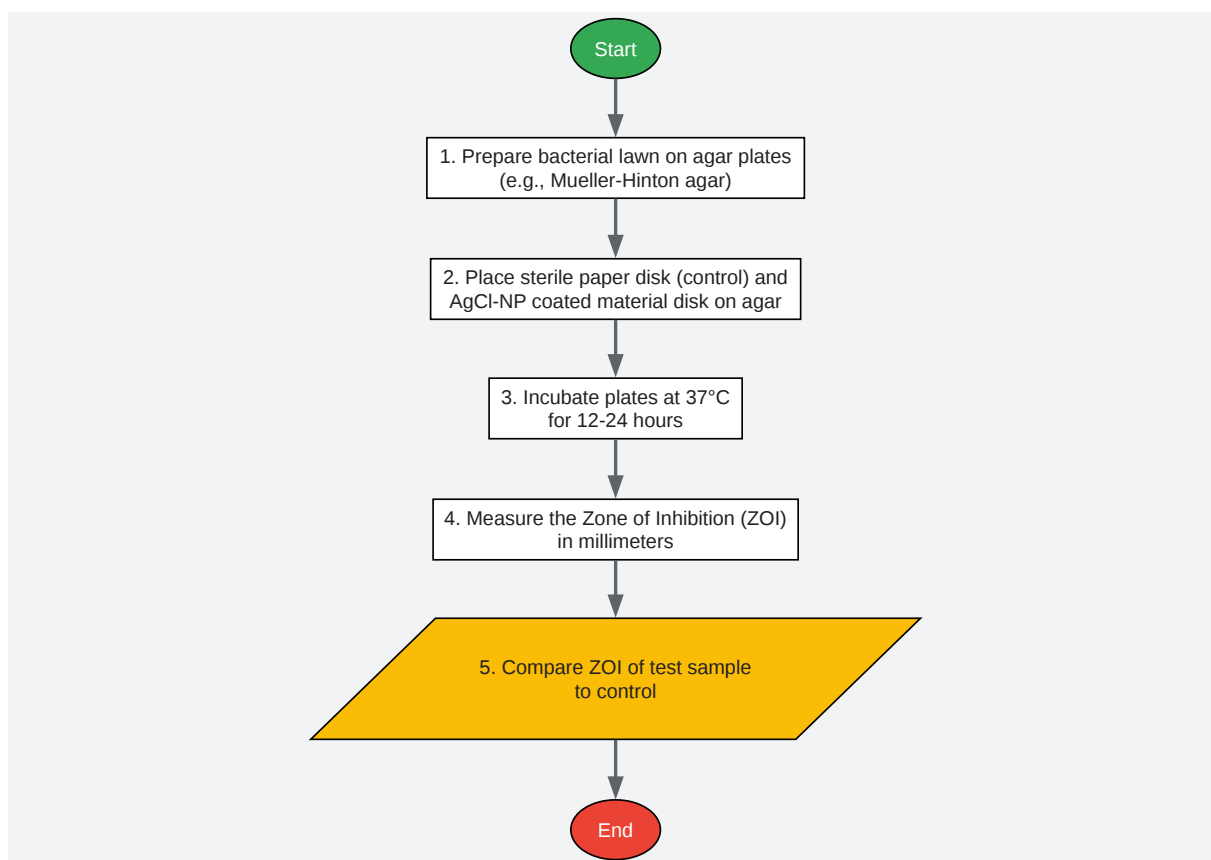 Start
1. Prepare bacterial lawn on agar plates
(e.g., Mueller-Hinton agar)
2. Place sterile paper disk (control) and
AgCl-NP coated material disk on agar
3. Incubate plates at 37°C
for 12-24 hours
4. Measure the Zone of Inhibition (ZOI)
in millimeters
5. Compare ZOI of test sample
to control
End